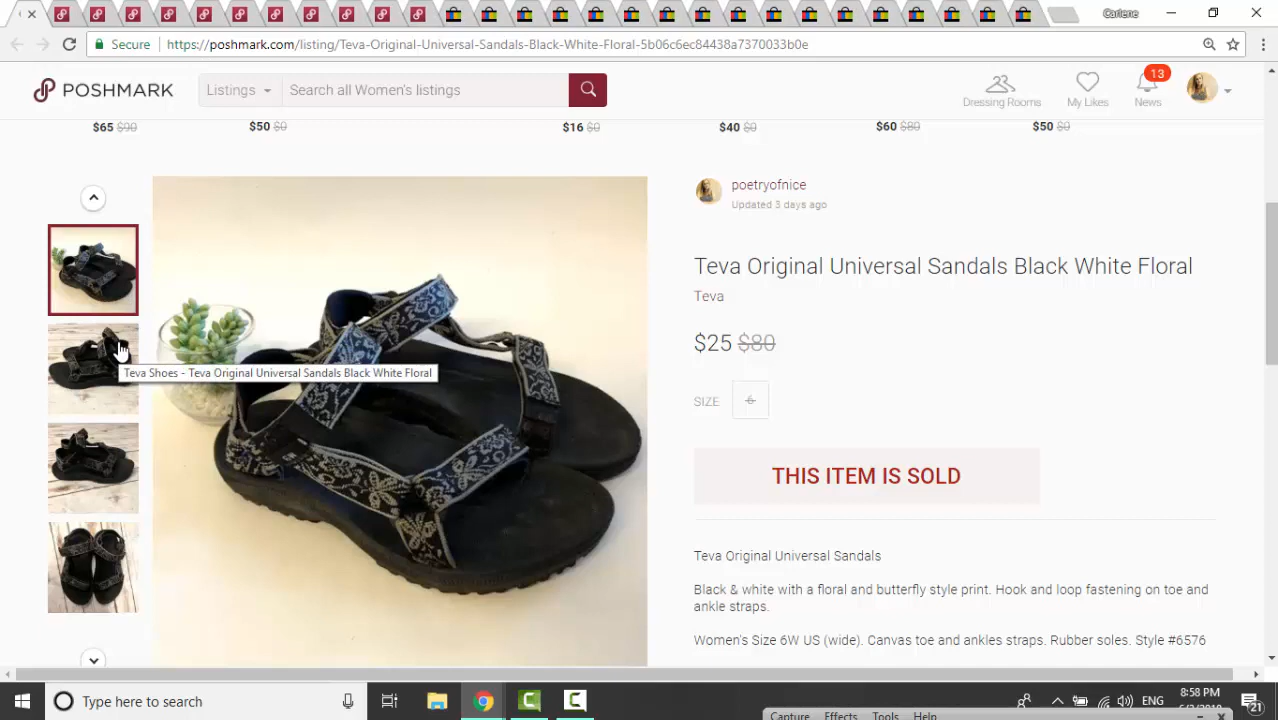 Carlene
Secure https://poshmark.com/listing/Teva-Original-Universal-Sandals-Black-White-Floral-5b06c6ec84438a7370033b0e
POSHMARK
Listings
Search all Women's listings
Dressing Rooms
My Likes
13
News
$65 $90
$50 $0
$16 $0
$40 $0
$60 $80
$50 $0
poetryofnice
Updated 3 days ago
Teva Original Universal Sandals Black White Floral
Teva
$25 $80
SIZE 6
THIS ITEM IS SOLD
Teva Original Universal Sandals
Black & white with a floral and butterfly style print. Hook and loop fastening on toe and
ankle straps.
Women's Size 6W US (wide). Canvas toe and ankles straps. Rubber soles. Style #6576
Teva Shoes - Teva Original Universal Sandals Black White Floral
Type here to search
ENG
8:58 PM
21
Capture Effects Tools Help